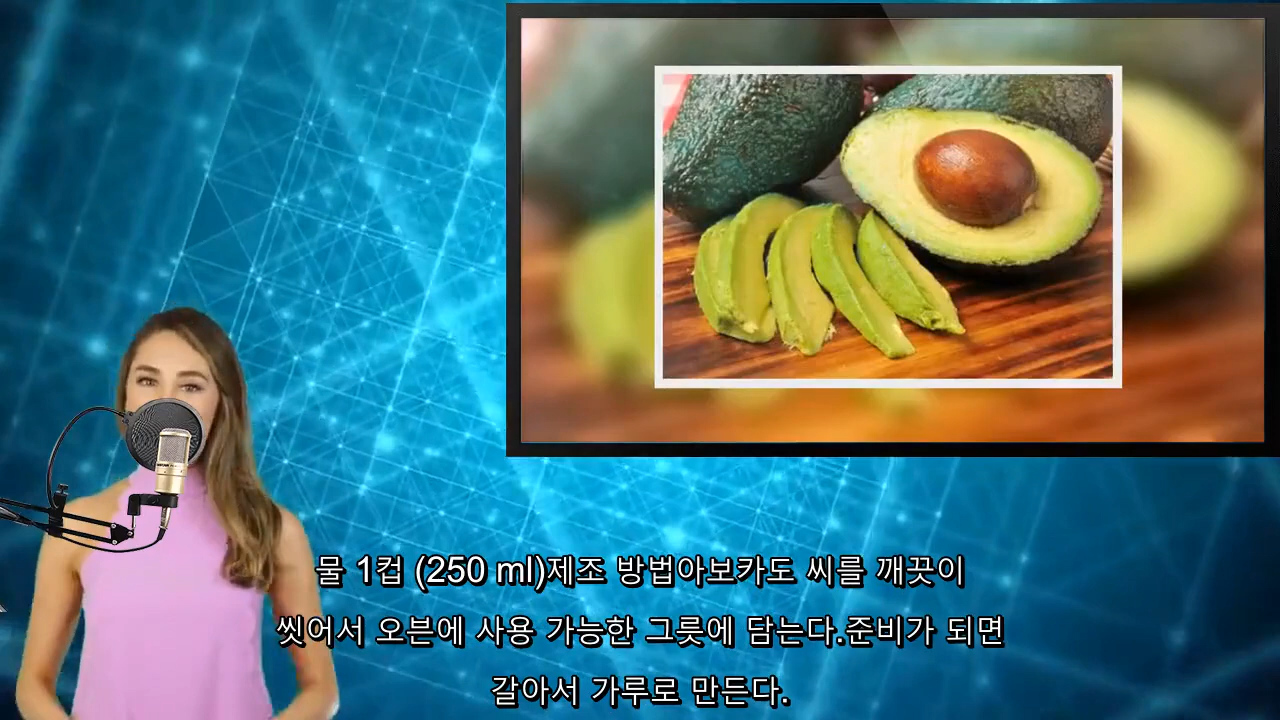 물 1컵 (250 ml)제조 방법아보카도 씨를 깨끗이
씻어서 오븐에 사용 가능한 그릇에 담는다.준비가 되면
갈아서 가루로 만든다.